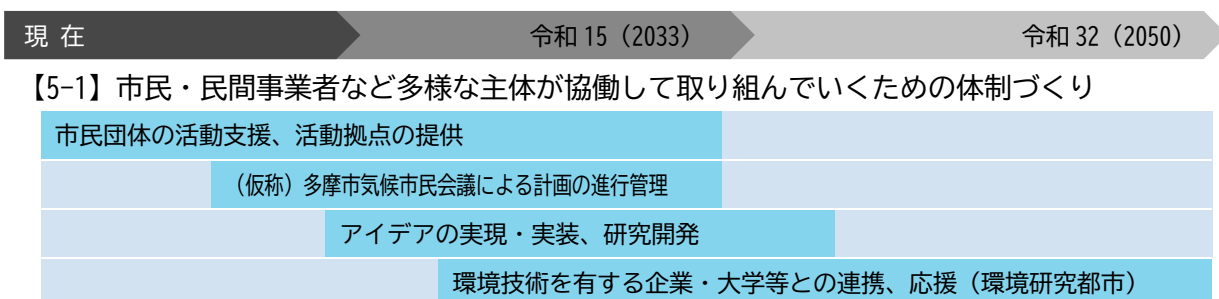 現 在
令和 15（2033）
令和 32（2050）
【5-1】市民・民間事業者など多様な主体が協働して取り組んでいくための体制づくり
市民団体の活動支援、活動拠点の提供
（仮称）多摩市気候市民会議による計画の進行管理
アイデアの実現・実装、研究開発
環境技術を有する企業・大学等との連携、応援（環境研究都市）